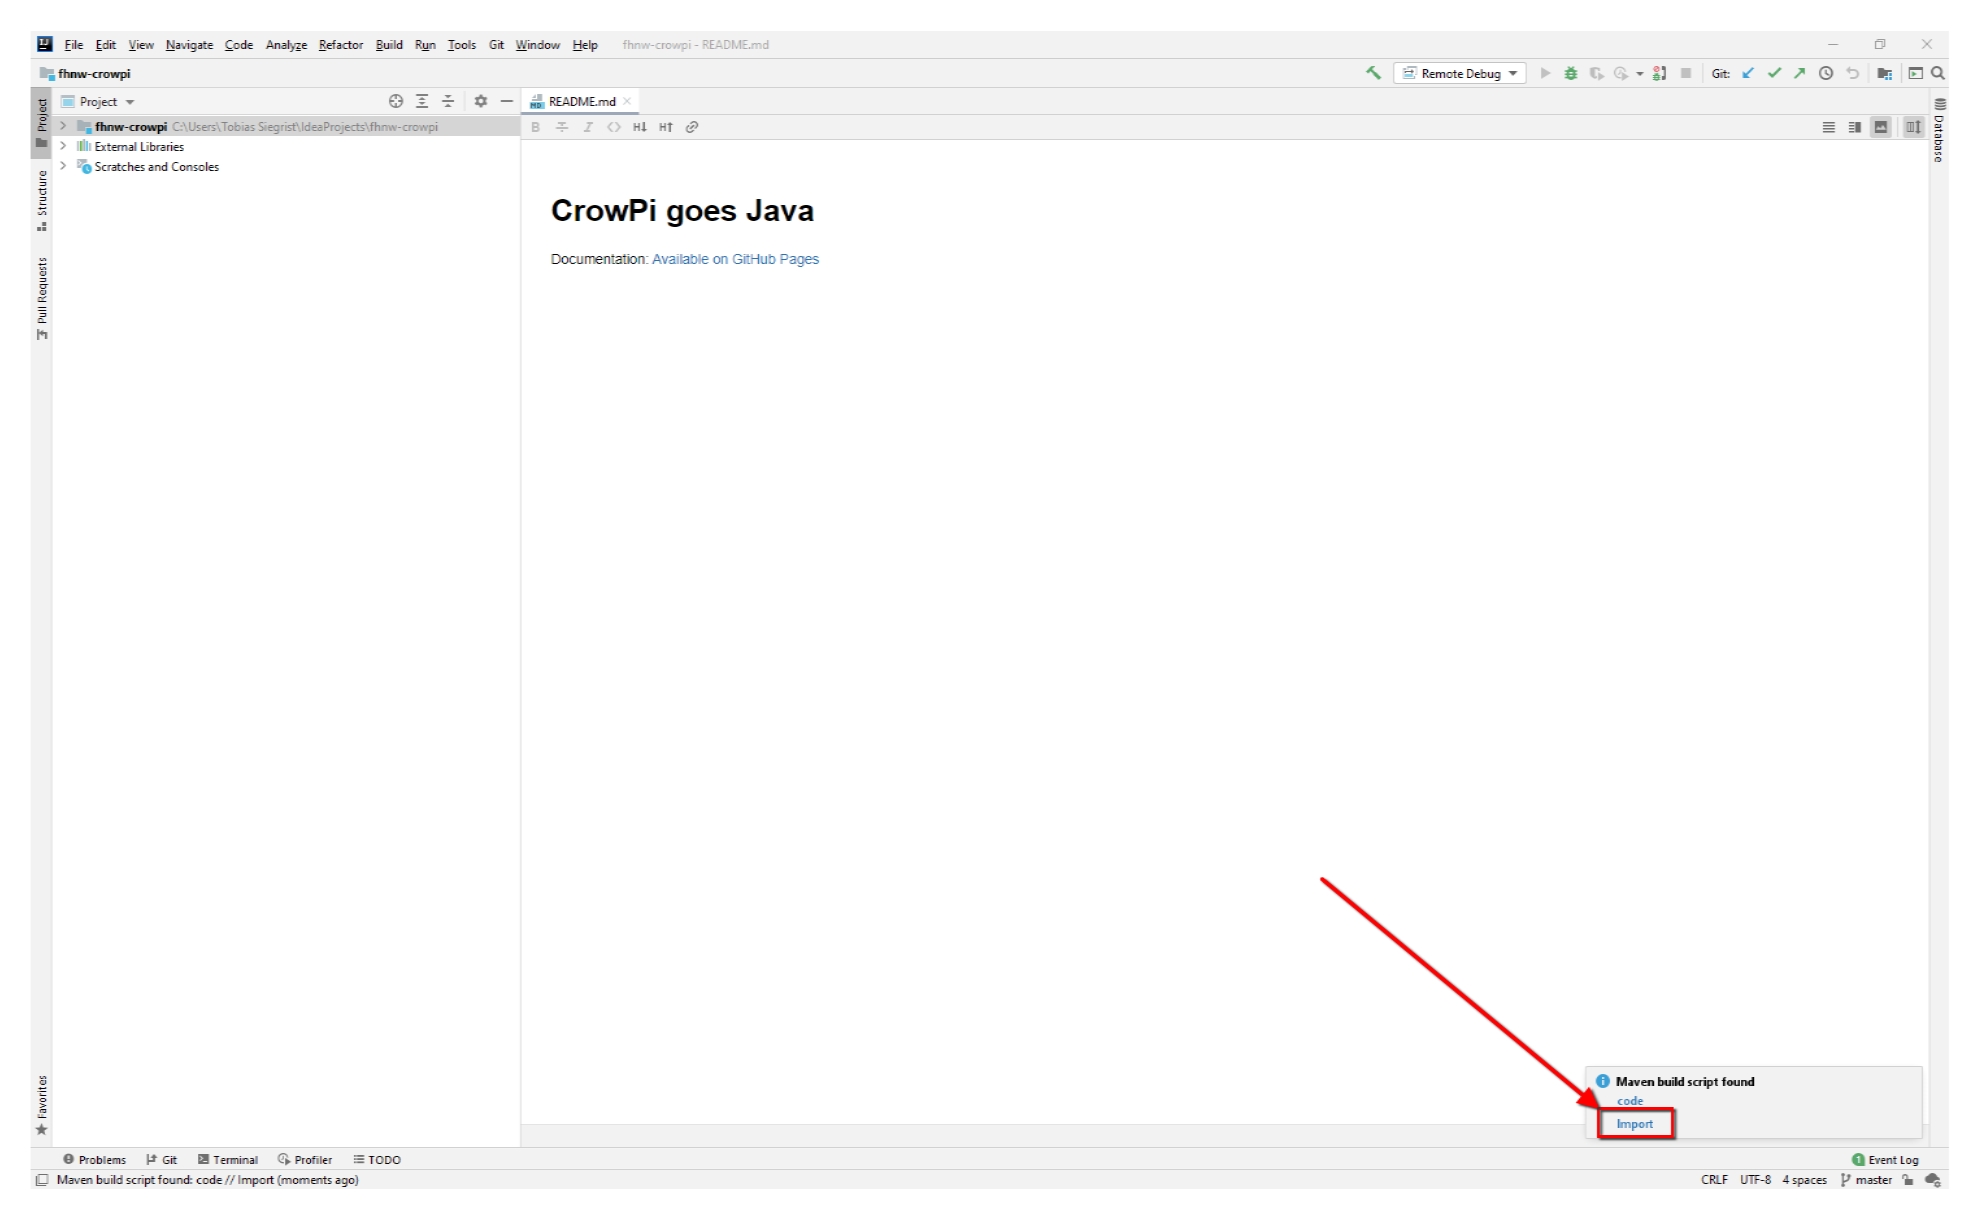 File Edit View Navigate Code Analyze Refactor Build Run Tools Git Window Help fhnw-crowpi - README.md
fhnw-crowpi
Remote Debug
Git:
Project
README.md
fhnw-crowpi C:\Users\Tobias Siegrist\IdeaProjects\fhnw-crowpi
External Libraries
Scratches and Consoles
Project
Structure
Pull Requests
Favorites
Database
CrowPi goes Java
Documentation: Available on GitHub Pages
Maven build script found
code
Import
Problems Git Terminal Profiler TODO
1 Event Log
Maven build script found: code // Import (moments ago)
CRLF UTF-8 4 spaces master